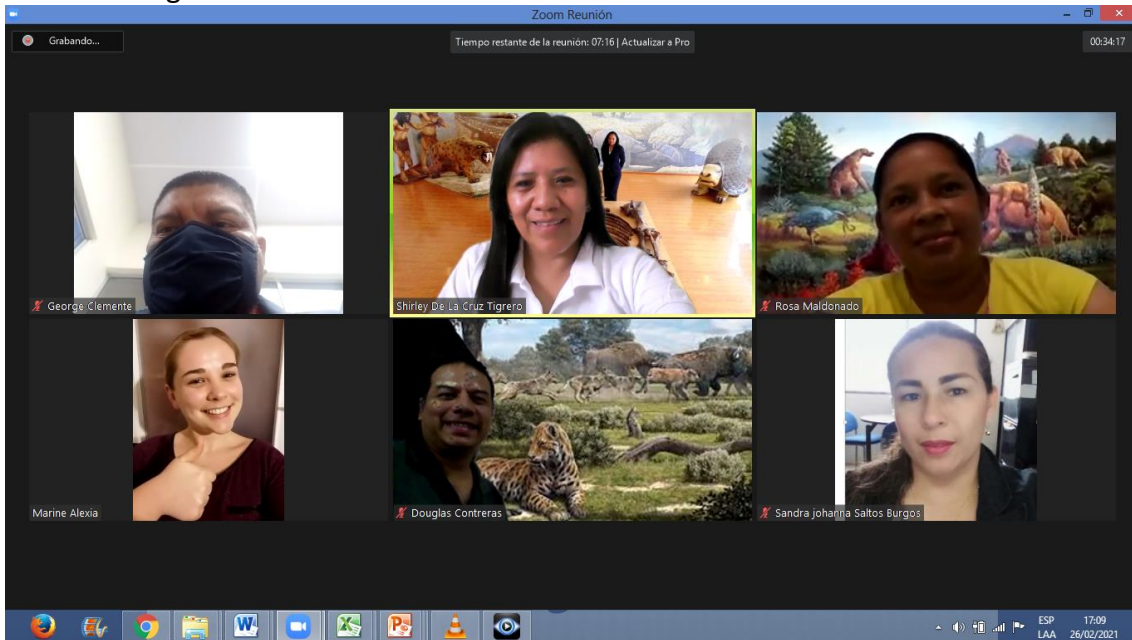 Zoom Reunión
Grabando...
Tiempo restante de la reunión: 07:16 | Actualizar a Pro
00:34:17
George Clemente
Shirley De La Cruz Tigrero
Rosa Maldonado
Marine Alexia
Douglas Contreras
Sandra johanna Saltos Burgos
ESP 17:09
LAA 26/02/2021